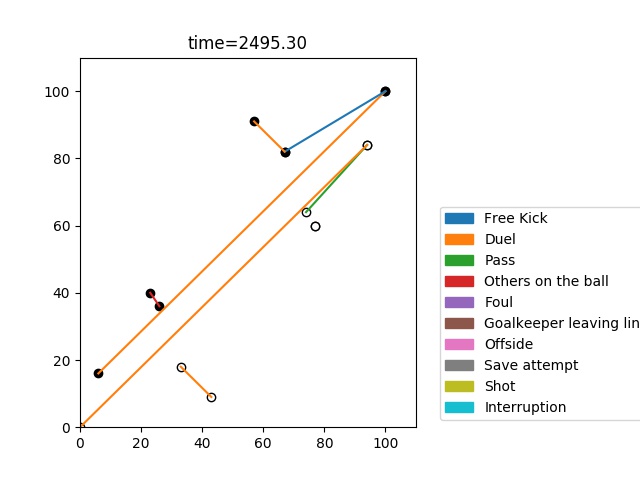 time=2495.30
100
80
60
40
20
0
0 20 40 60 80 100
Free Kick
Duel
Pass
Others on the ball
Foul
Goalkeeper leaving lin
Offside
Save attempt
Shot
Interruption